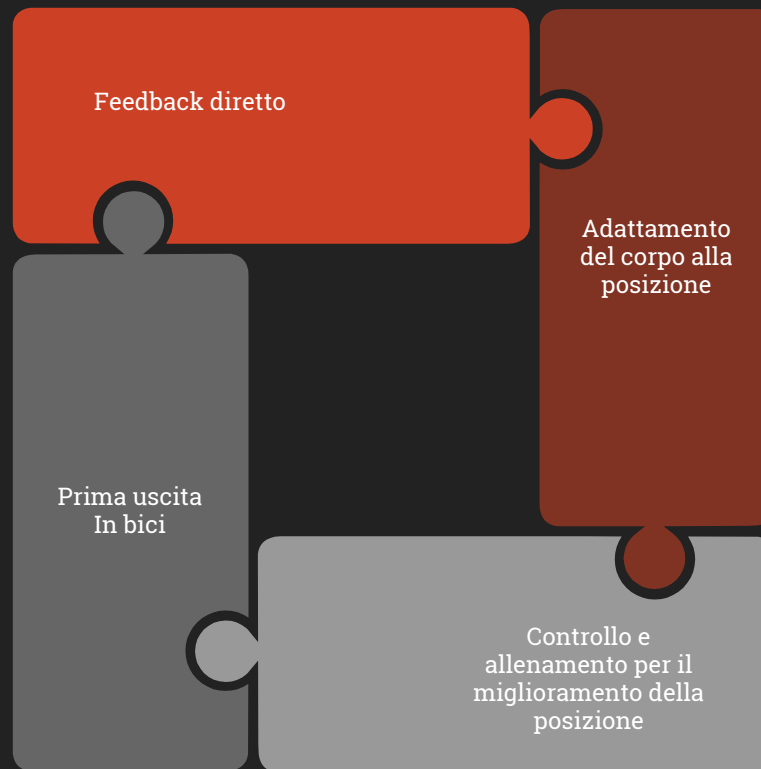 Feedback diretto
Adattamento
del corpo alla
posizione
Prima uscita
In bici
Controllo e
allenamento per il
miglioramento della
posizione